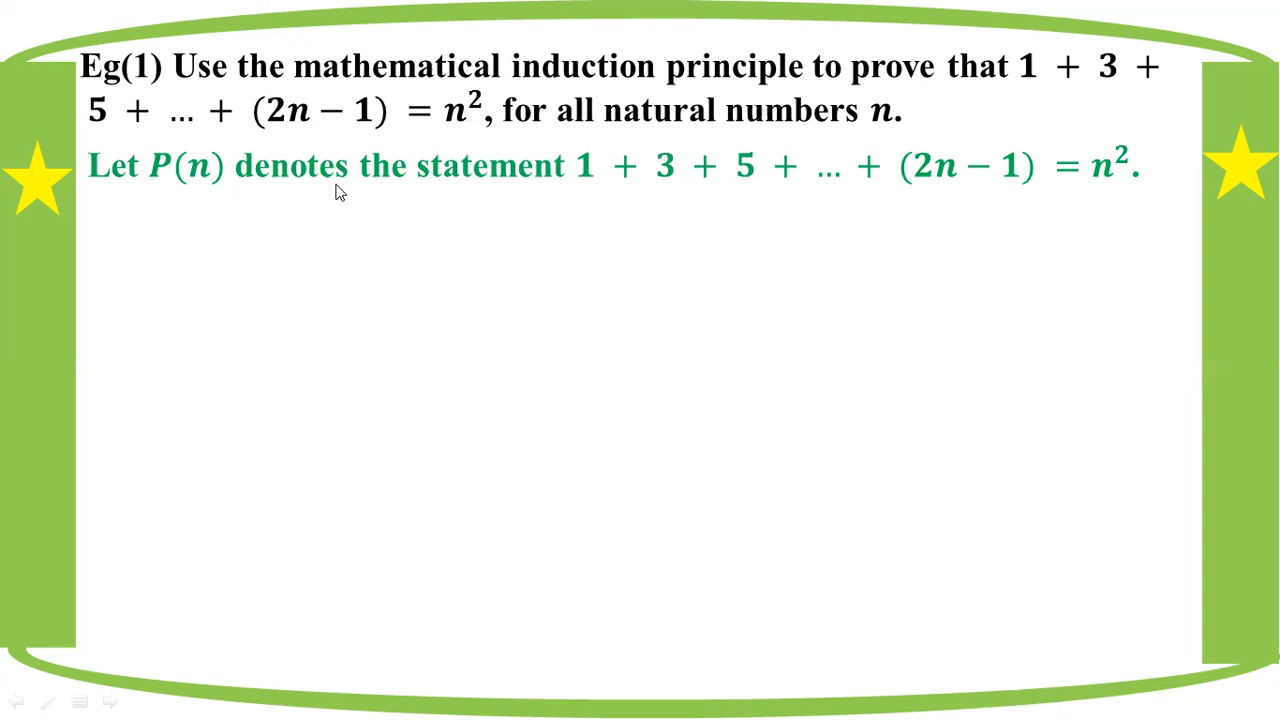 Eg(1) Use the mathematical induction principle to prove that 1 + 3 +
5 + … + (2n − 1) = n², for all natural numbers n.
Let P(n) denotes the statement 1 + 3 + 5 + … + (2n − 1) = n².